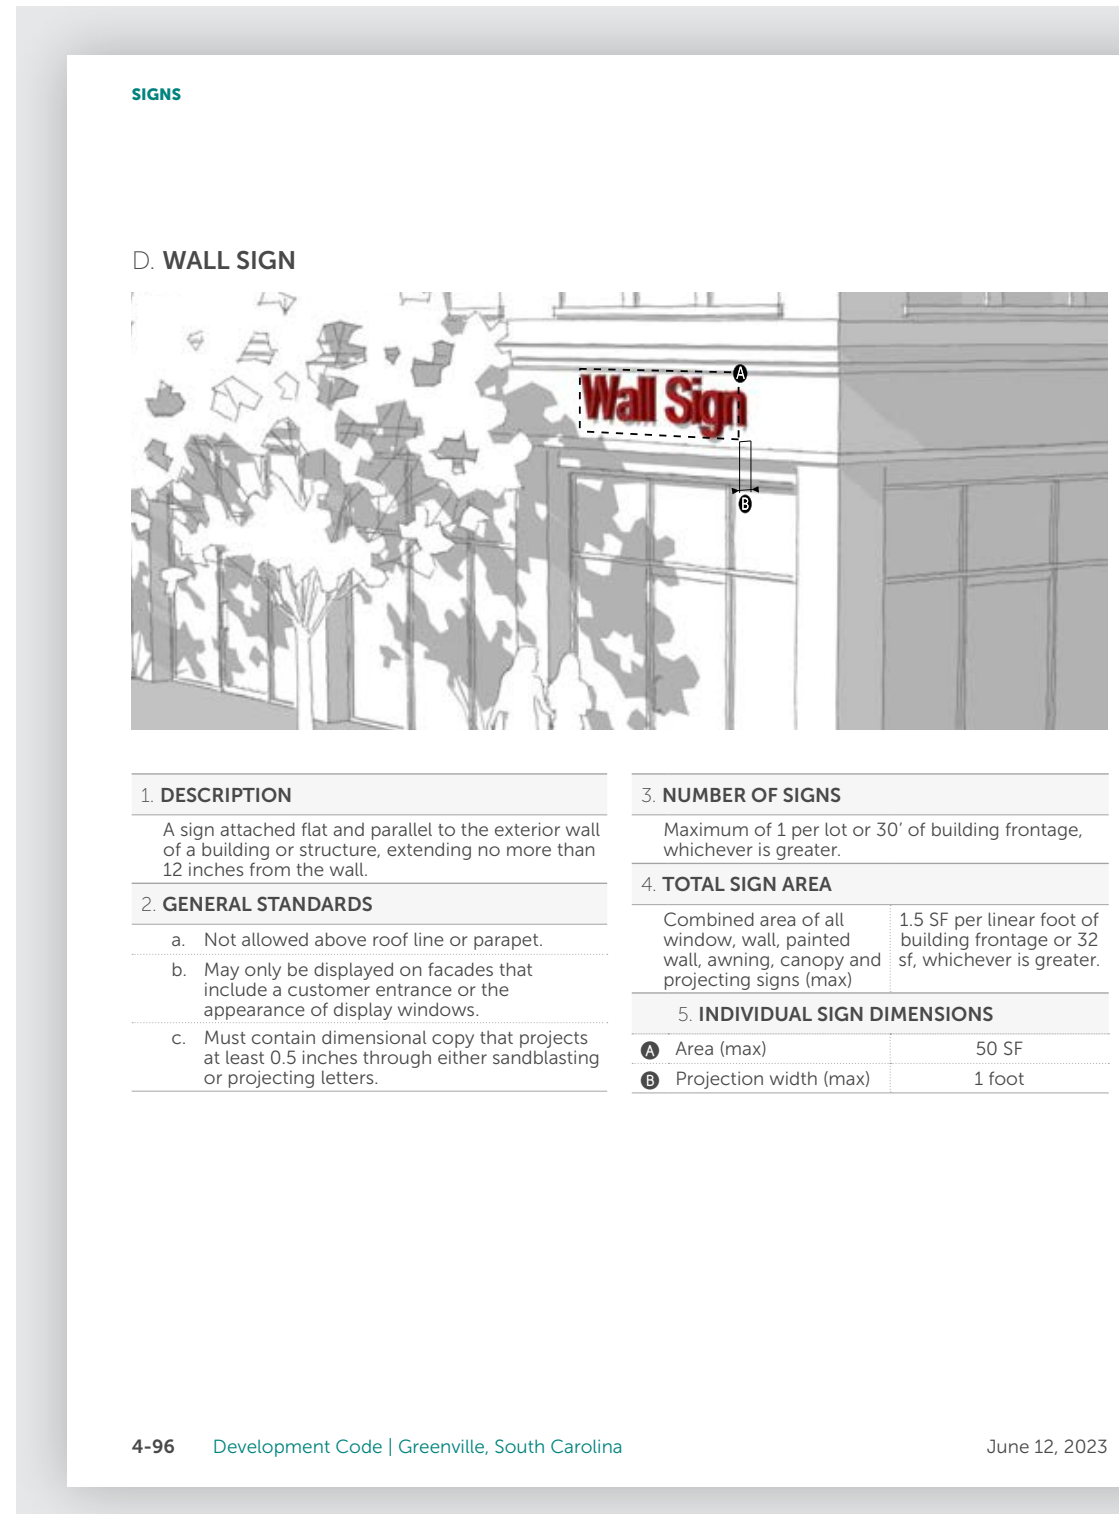 SIGNS
D. WALL SIGN
Wall Sign
A
B
1. DESCRIPTION
A sign attached flat and parallel to the exterior wall
of a building or structure, extending no more than
12 inches from the wall.
2. GENERAL STANDARDS
a. Not allowed above roof line or parapet.
b. May only be displayed on facades that
include a customer entrance or the
appearance of display windows.
c. Must contain dimensional copy that projects
at least 0.5 inches through either sandblasting
or projecting letters.
3. NUMBER OF SIGNS
Maximum of 1 per lot or 30’ of building frontage,
whichever is greater.
4. TOTAL SIGN AREA
Combined area of all
window, wall, painted
wall, awning, canopy and
projecting signs (max)
1.5 SF per linear foot of
building frontage or 32
sf, whichever is greater.
5. INDIVIDUAL SIGN DIMENSIONS
A Area (max) 50 SF
B Projection width (max) 1 foot
4-96 Development Code | Greenville, South Carolina June 12, 2023